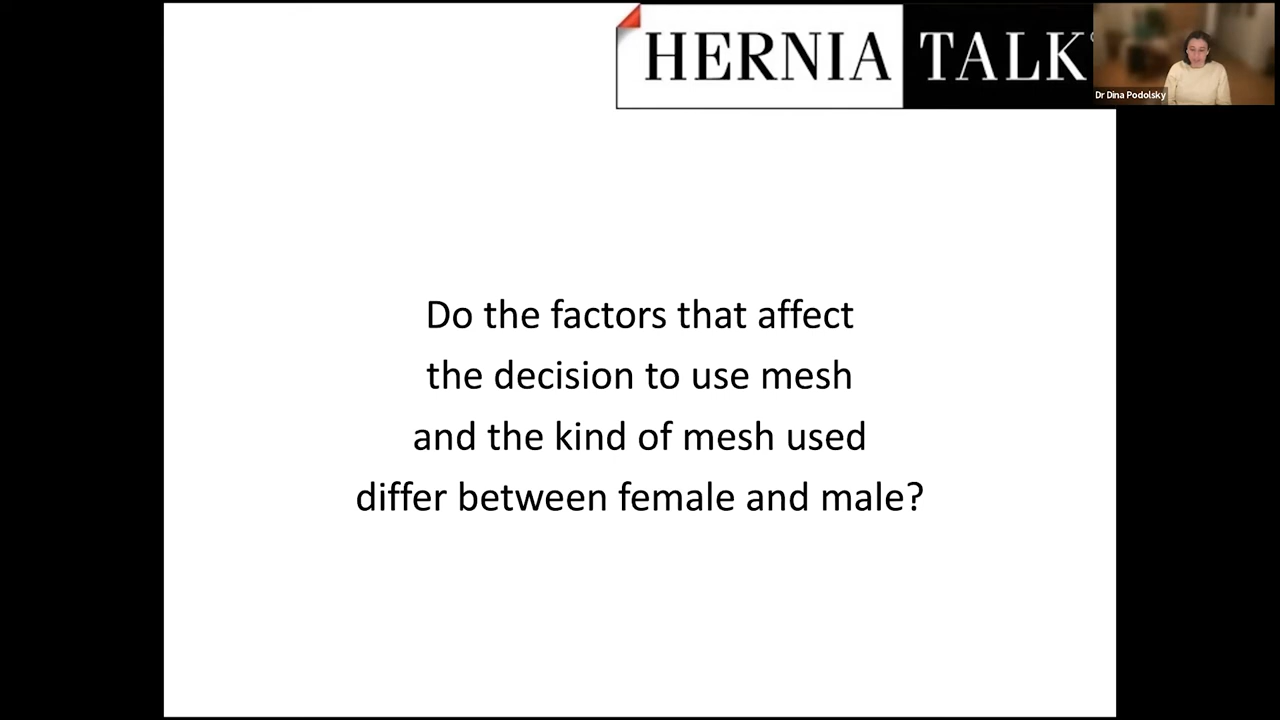 HERNIA TALK
Dr Dina Podolsky
Do the factors that affect
the decision to use mesh
and the kind of mesh used
differ between female and male?